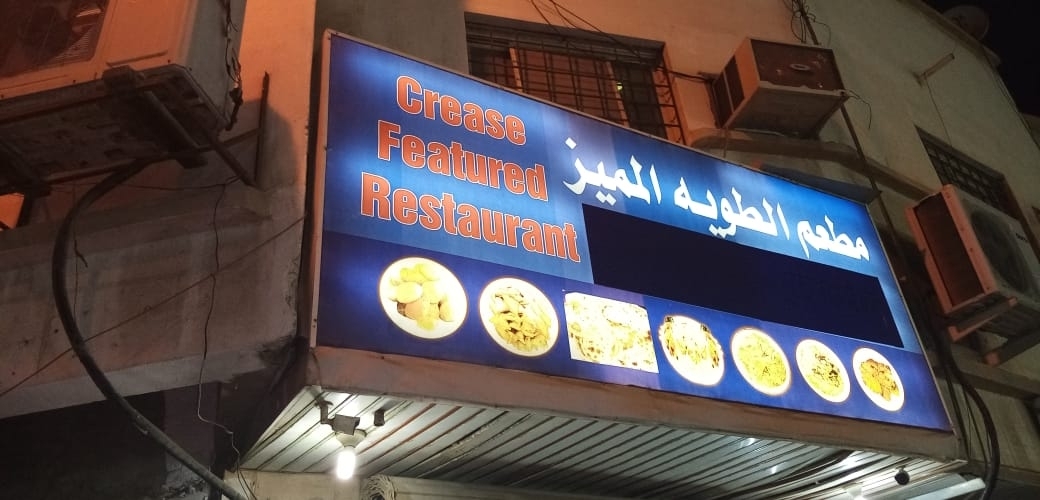 Crease
Featured
Restaurant
مطعم الطويه المميز